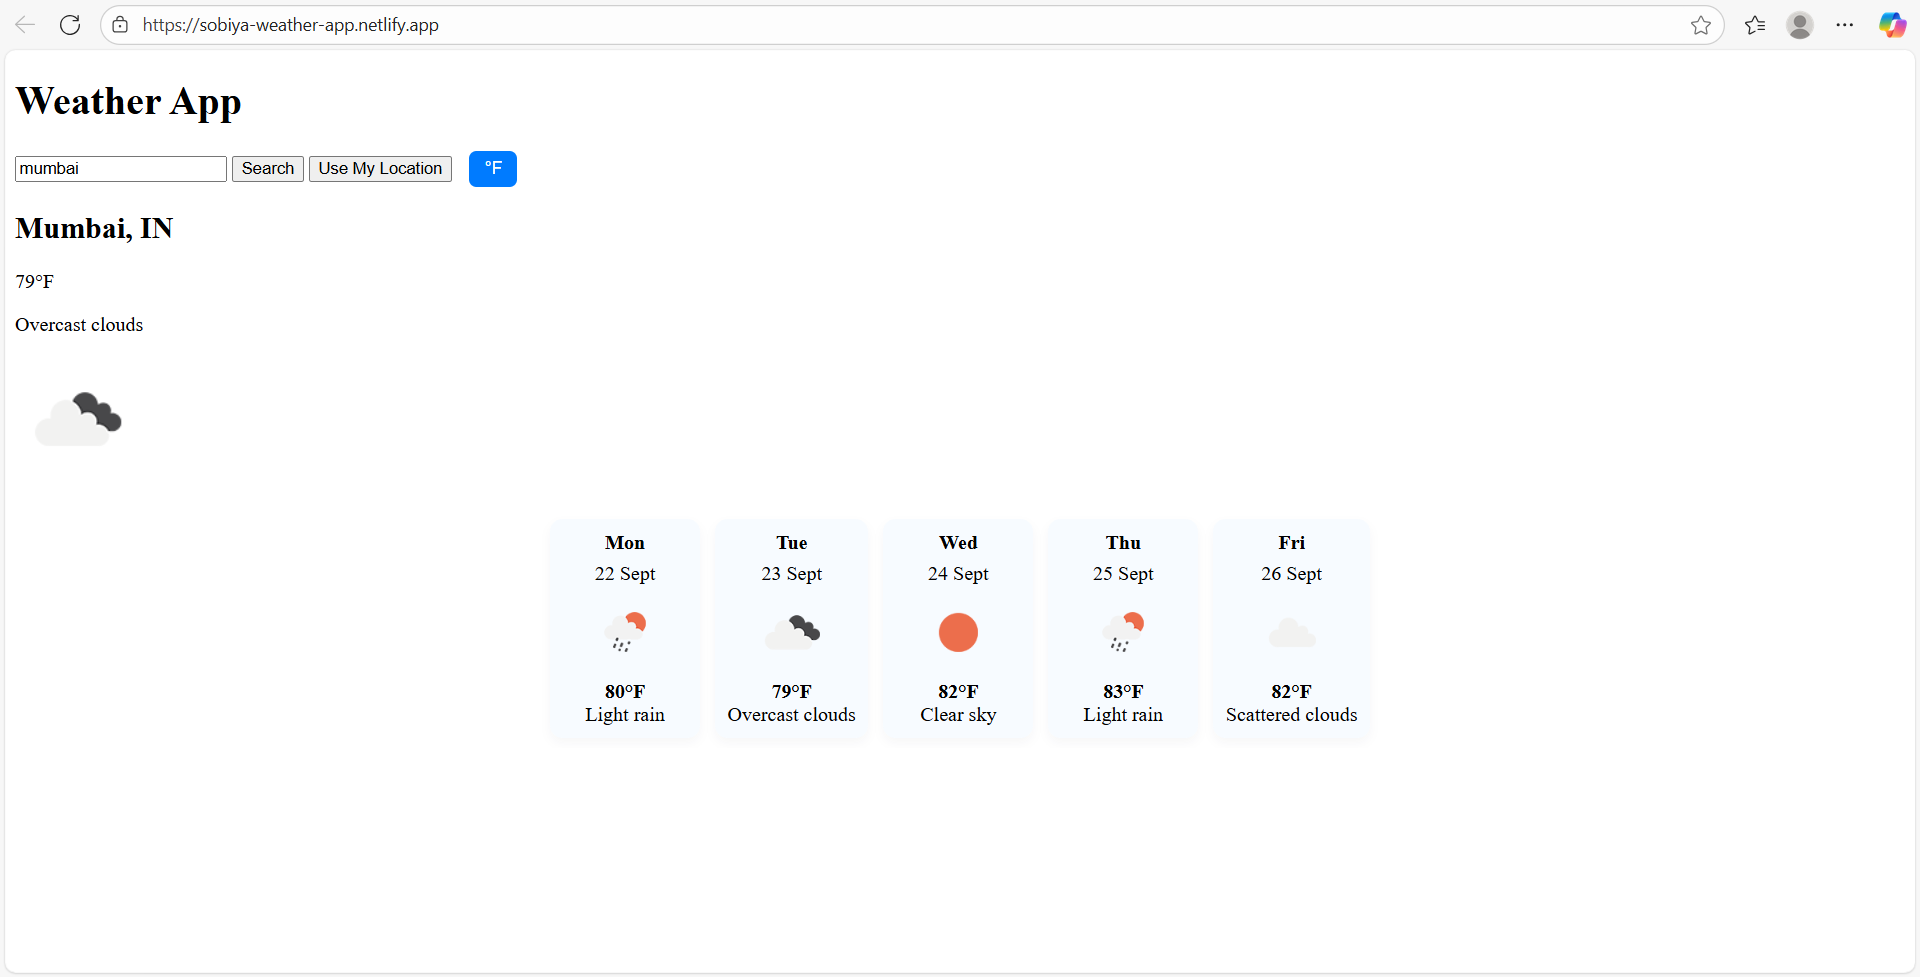 https://sobiya-weather-app.netlify.app
Weather App
mumbai Search Use My Location °F
Mumbai, IN
79°F
Overcast clouds
Mon Tue Wed Thu Fri
22 Sept 23 Sept 24 Sept 25 Sept 26 Sept
80°F 79°F 82°F 83°F 82°F
Light rain Overcast clouds Clear sky Light rain Scattered clouds